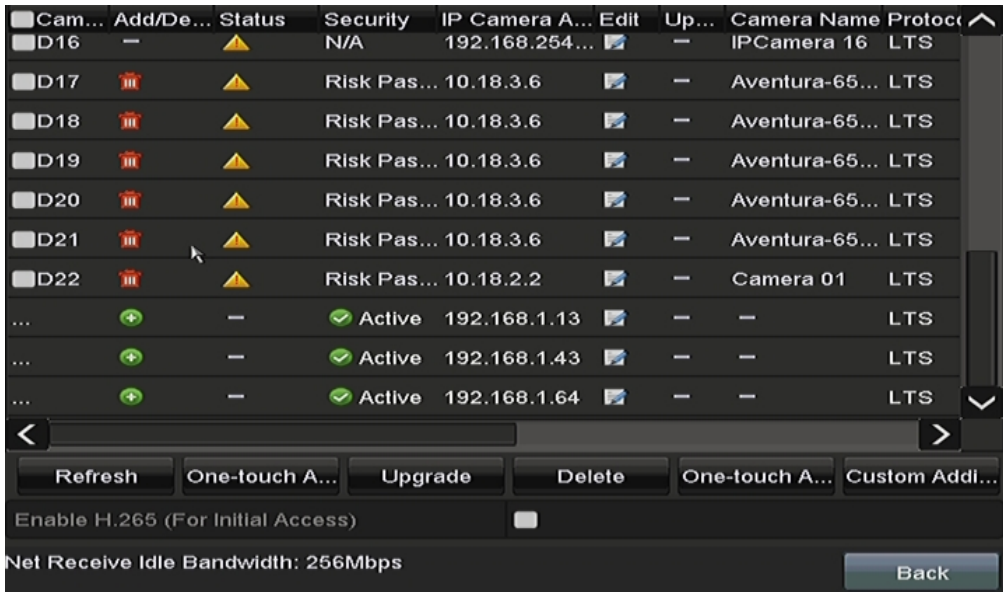 Cam... Add/De... Status Security IP Camera A... Edit Up... Camera Name Protoc
D16 – N/A 192.168.254... – IPCamera 16 LTS
D17 Risk Pas... 10.18.3.6 – Aventura-65... LTS
D18 Risk Pas... 10.18.3.6 – Aventura-65... LTS
D19 Risk Pas... 10.18.3.6 – Aventura-65... LTS
D20 Risk Pas... 10.18.3.6 – Aventura-65... LTS
D21 Risk Pas... 10.18.3.6 – Aventura-65... LTS
D22 Risk Pas... 10.18.2.2 – Camera 01 LTS
... – Active 192.168.1.13 – – LTS
... – Active 192.168.1.43 – – LTS
... – Active 192.168.1.64 – – LTS
Refresh One-touch A... Upgrade Delete One-touch A... Custom Addi...
Enable H.265 (For Initial Access)
Net Receive Idle Bandwidth: 256Mbps
Back